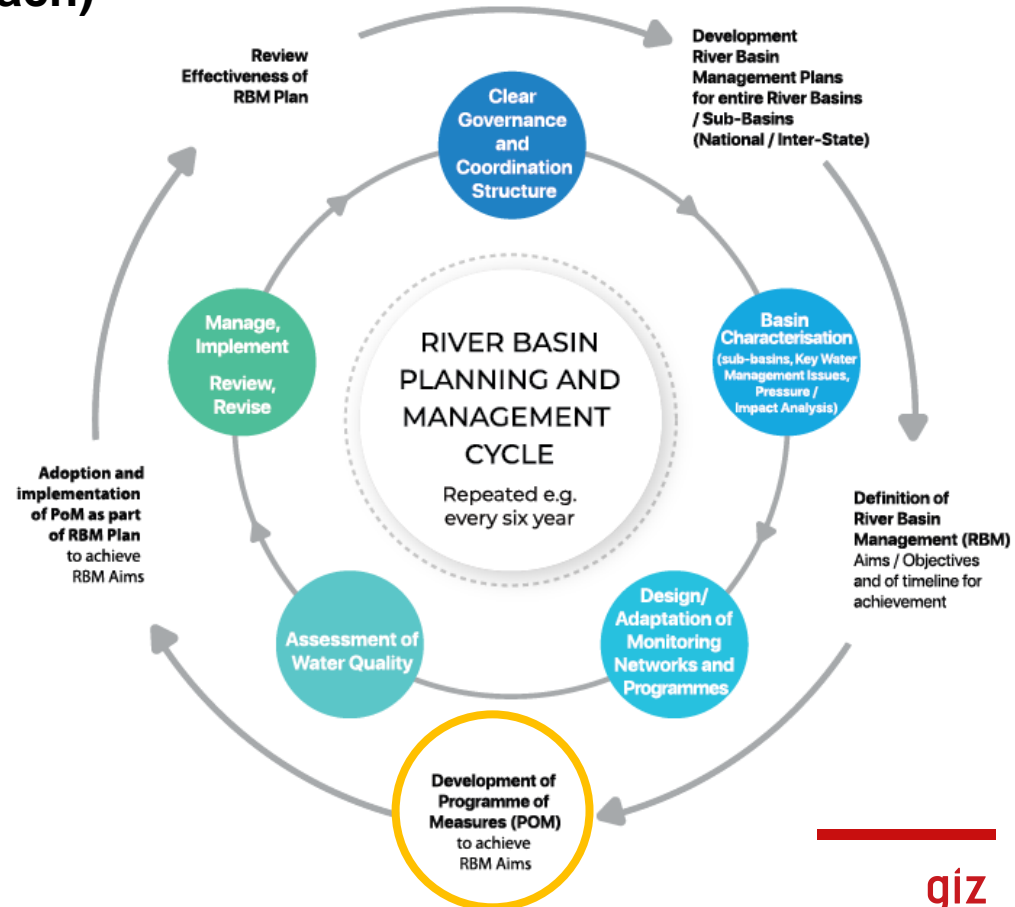 Review
Effectiveness of
RBM Plan
Development
River Basin
Management Plans
for entire River Basins
/ Sub-Basins
(National / Inter-State)
Clear
Governance
and
Coordination
Structure
Manage,
Implement
Review,
Revise
Basin
Characterisation
(sub-basins, Key Water
Management Issues,
Pressure /
Impact Analysis)
RIVER BASIN
PLANNING AND
MANAGEMENT
CYCLE
Repeated e.g.
every six year
Adoption and
implementation
of PoM as part
of RBM Plan
to achieve
RBM Aims
Definition of
River Basin
Management (RBM)
Aims / Objectives
and of timeline for
achievement
Assessment of
Water Quality
Design/
Adaptation of
Monitoring
Networks and
Programmes
Development of
Programme of
Measures (POM)
to achieve
RBM Aims
giz